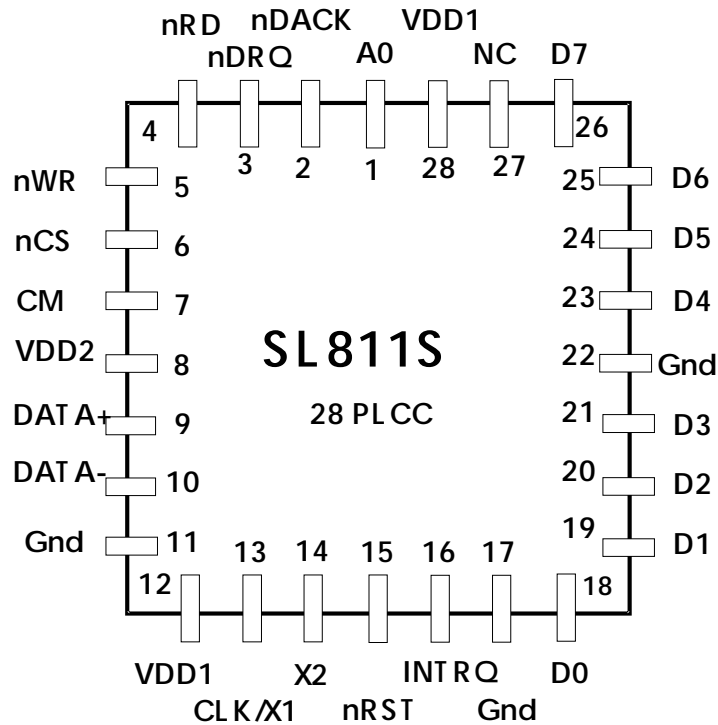 nRD
nDACK
VDD1
nDRQ
A0
NC
D7
4
3
2
1
28
27
26
nWR
5
25
D6
nCS
6
24
D5
CM
7
23
D4
VDD2
8
SL811S
22
Gnd
DATA+
9
28 PLCC
21
D3
DATA-
10
20
D2
Gnd
11
19
D1
12
13
14
15
16
17
18
VDD1
X2
INTRQ
D0
CLK/X1
nRST
Gnd